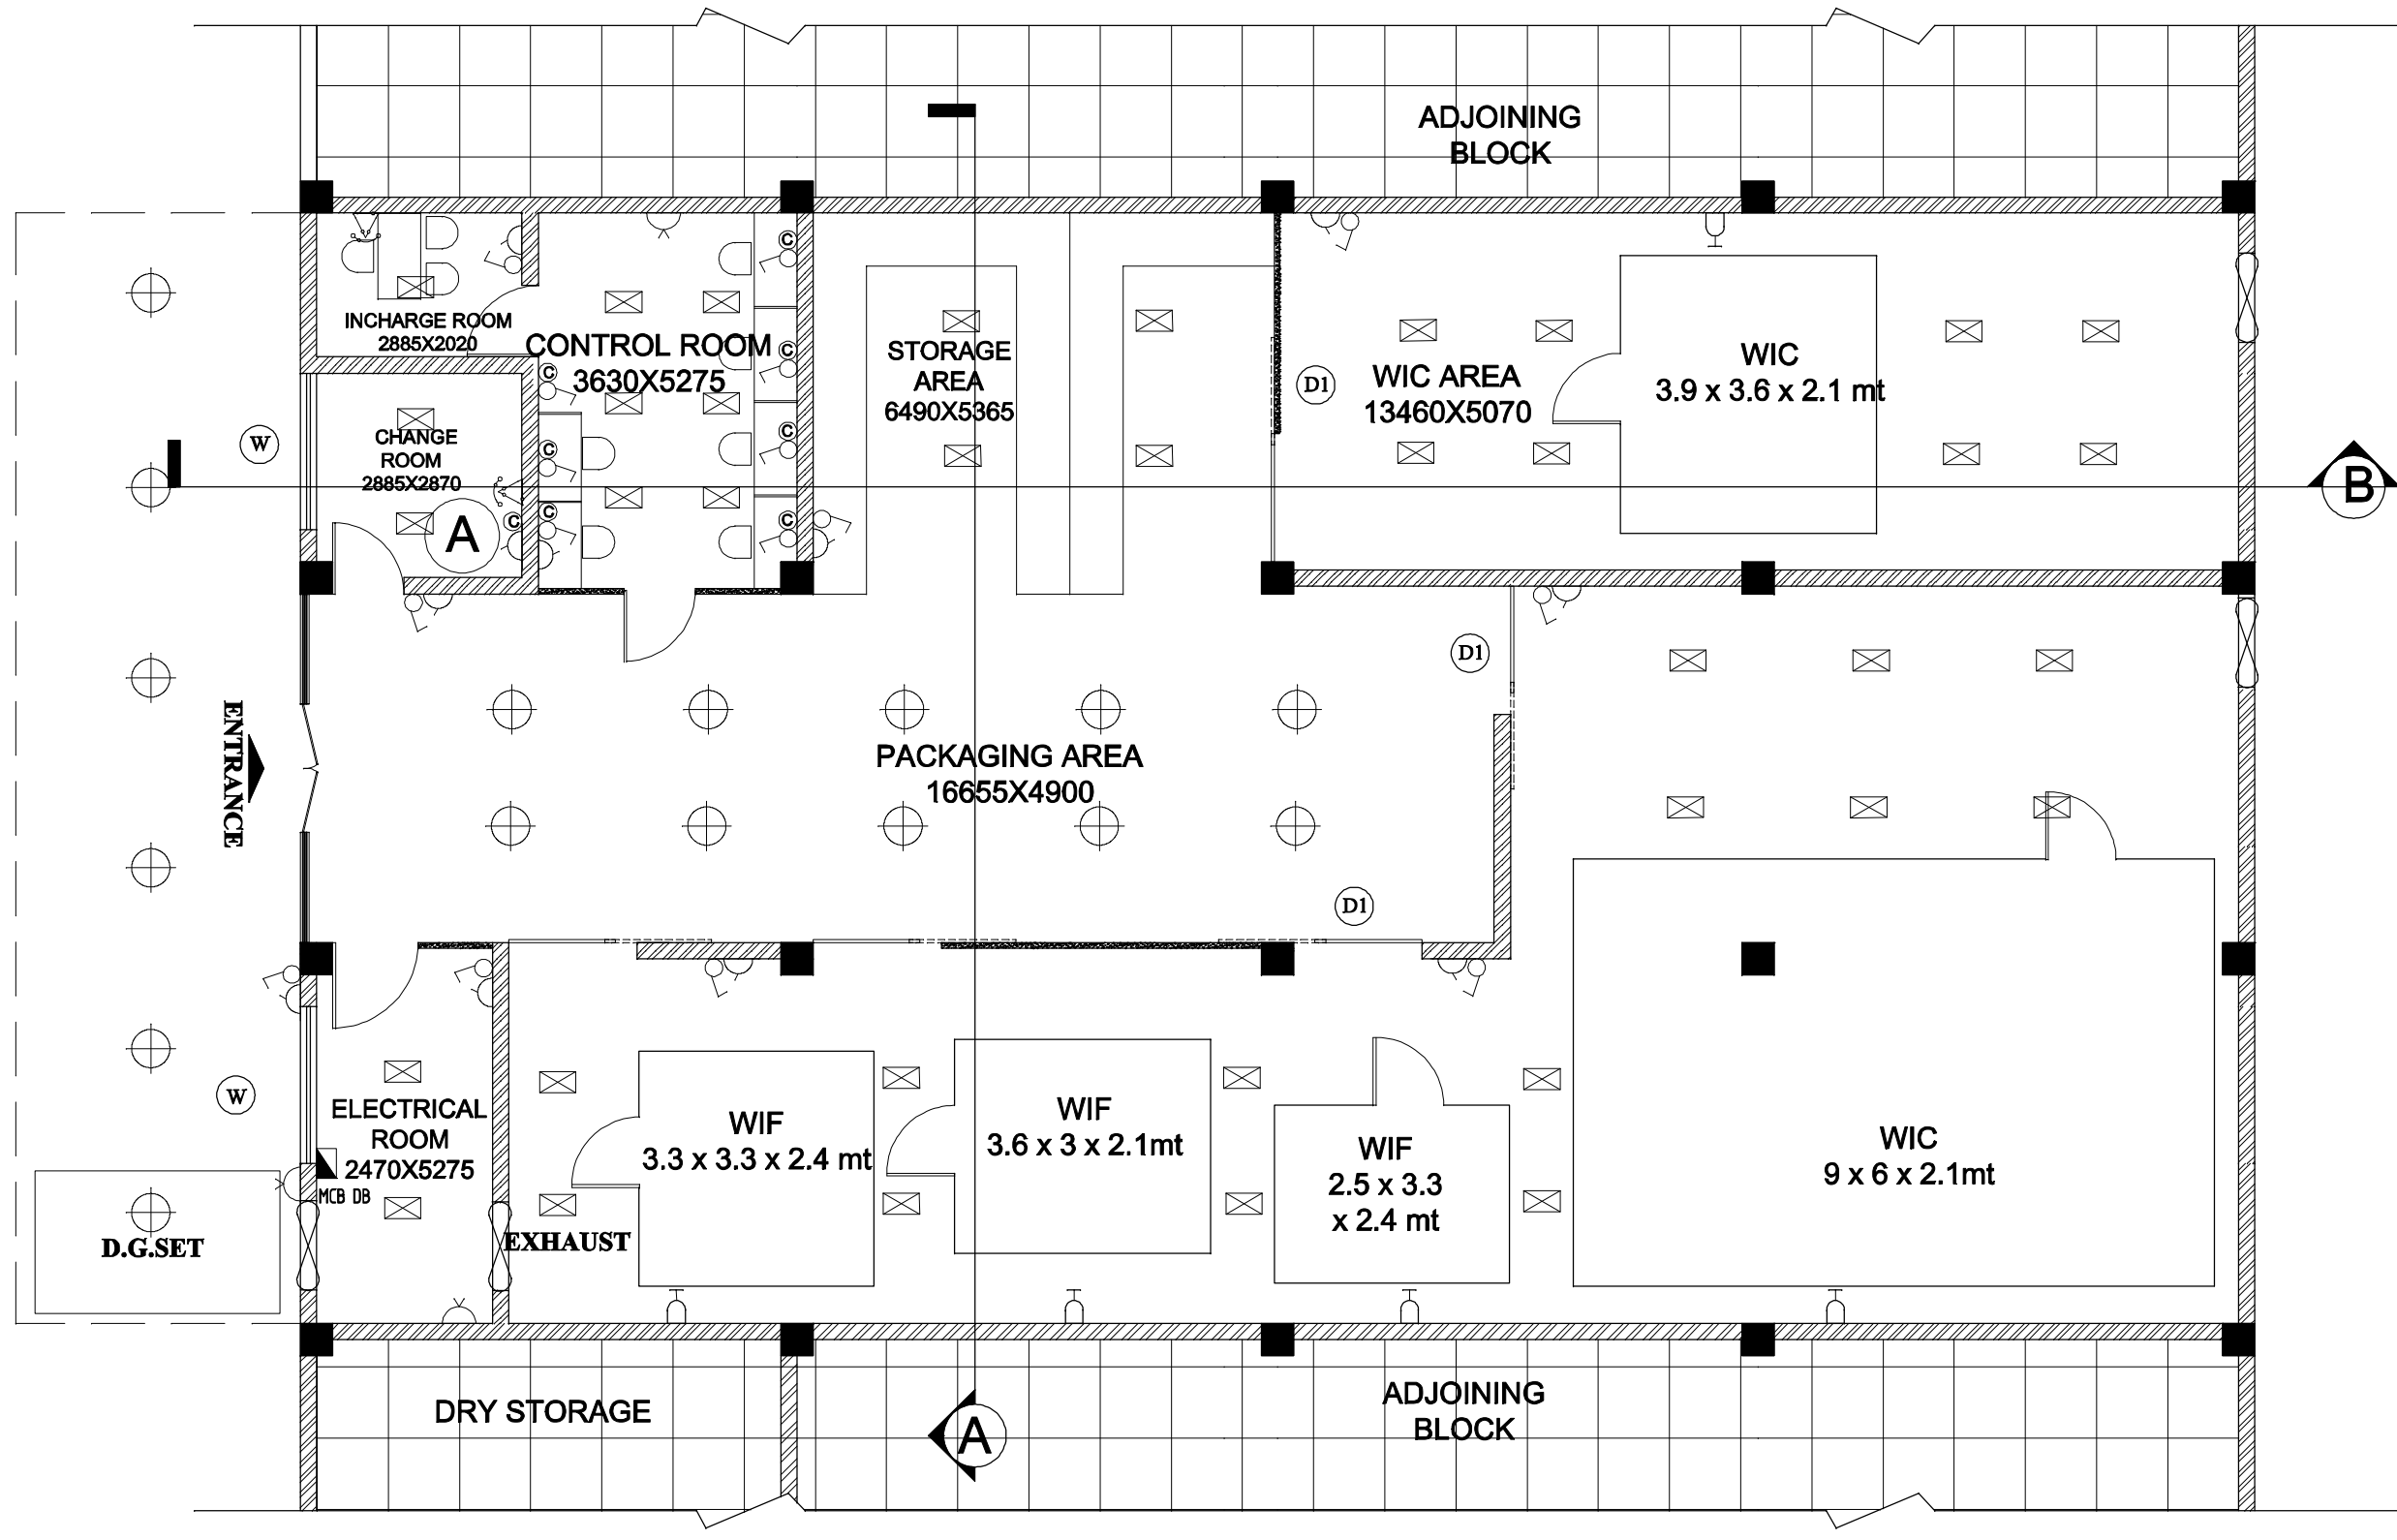 ADJOINING
BLOCK
INCHARGE ROOM
2885X2020
CONTROL ROOM
3630X5275
STORAGE
AREA
6490X5365
WIC AREA
13460X5070
WIC
3.9 x 3.6 x 2.1 mt
D1
C
C
C
C
C
C
C
C
W
CHANGE
ROOM
2885X2870
A
B
D1
ENTRANCE
PACKAGING AREA
16655X4900
D1
W
ELECTRICAL
ROOM
2470X5275
MCB DB
D.G.SET
EXHAUST
WIF
3.3 x 3.3 x 2.4 mt
WIF
3.6 x 3 x 2.1mt
WIF
2.5 x 3.3
x 2.4 mt
WIC
9 x 6 x 2.1mt
DRY STORAGE
A
ADJOINING
BLOCK